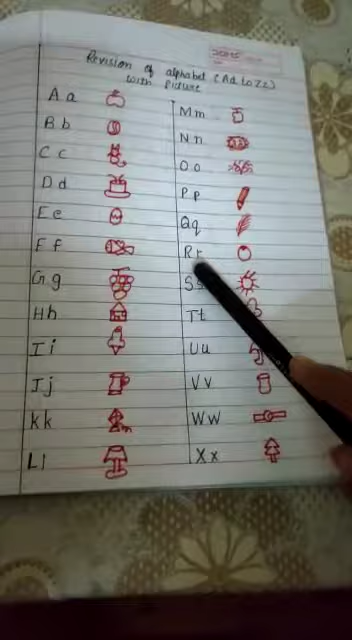 Revision of alphabet (Aa to Zz)
with Picture
Aa
Bb
Cc
Dd
Ee
Ff
Gg
Hh
Ii
Jj
kk
Ll
Mm
Nn
Oo
Pp
Qq
Rr
Ss
Tt
Uu
Vv
Ww
Xx